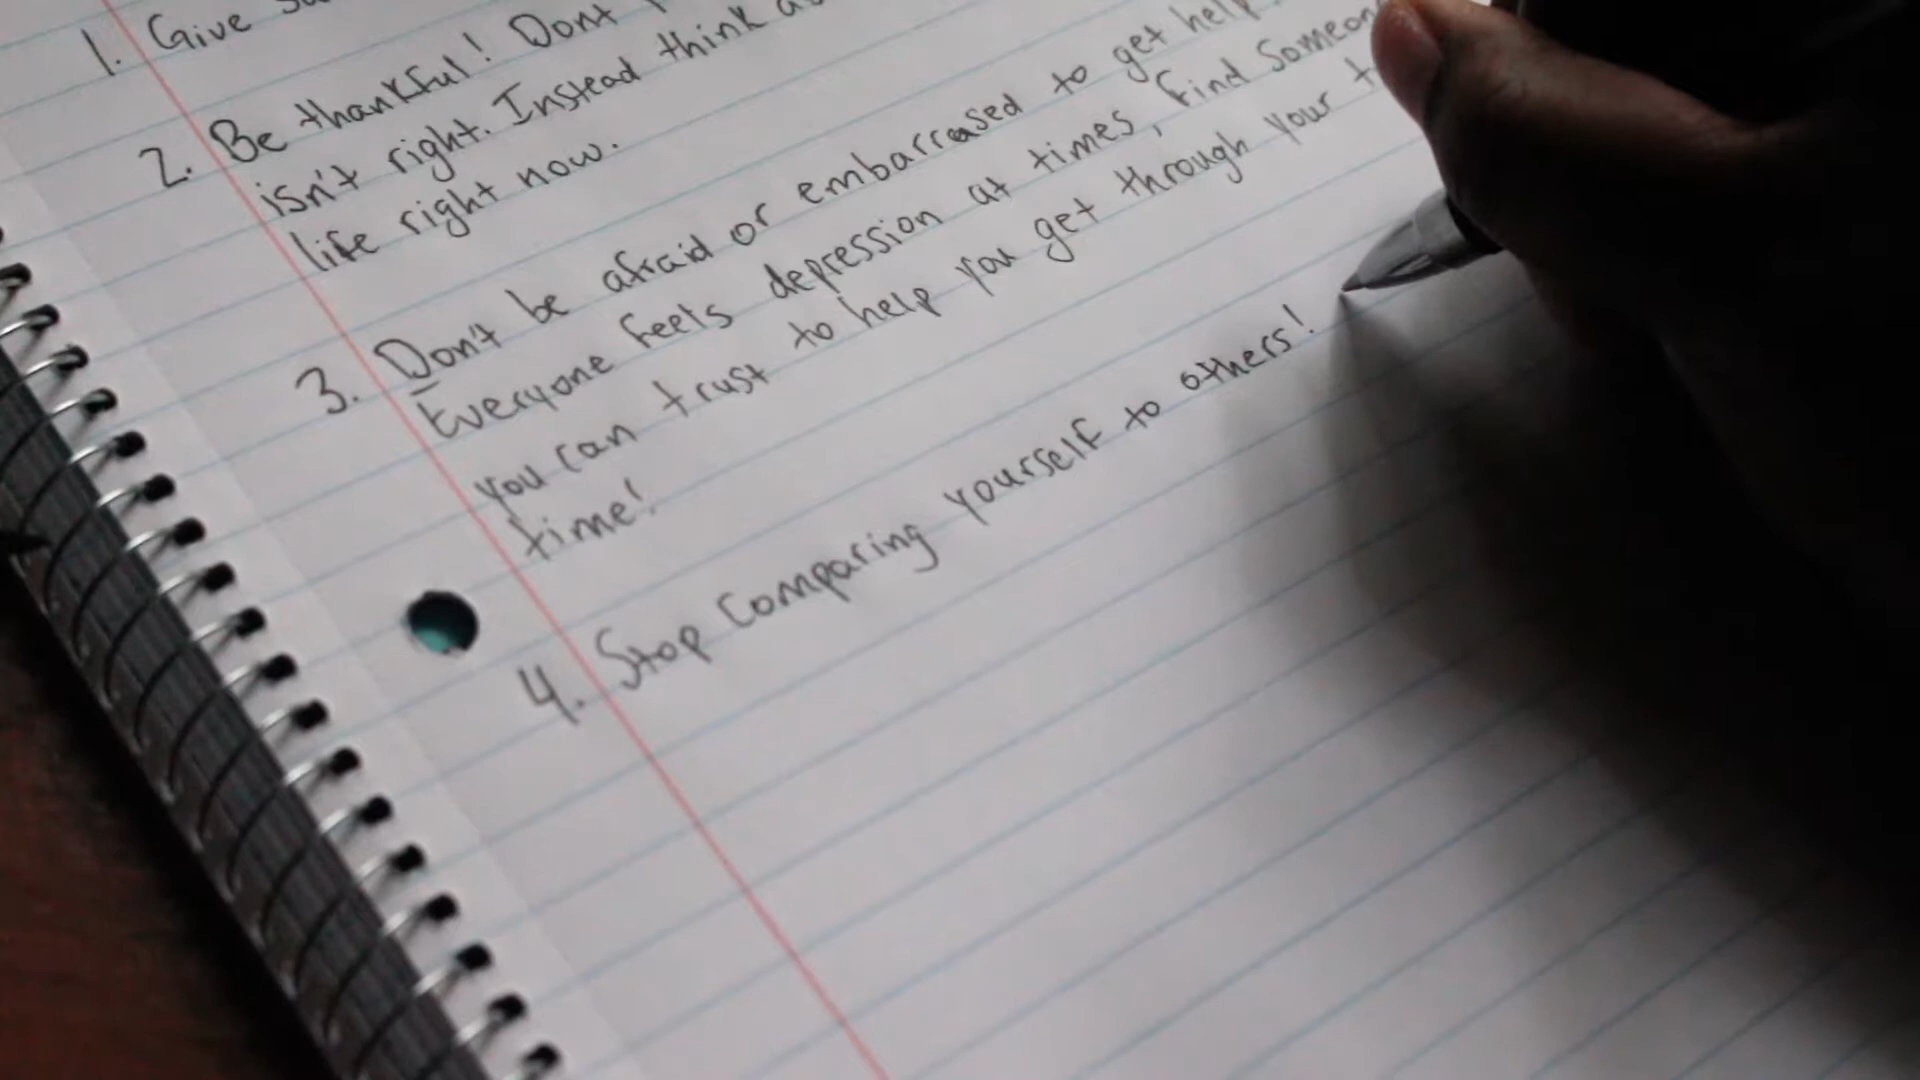 1. Give
2. Be thankful! Dont
isn't right. Instead think
life right now.
3. Don't be afraid or embarrased to get help
Everyone feels depression at times, find Someone
you can trust to help you get through your
time!
4. Stop Comparing yourself to others!